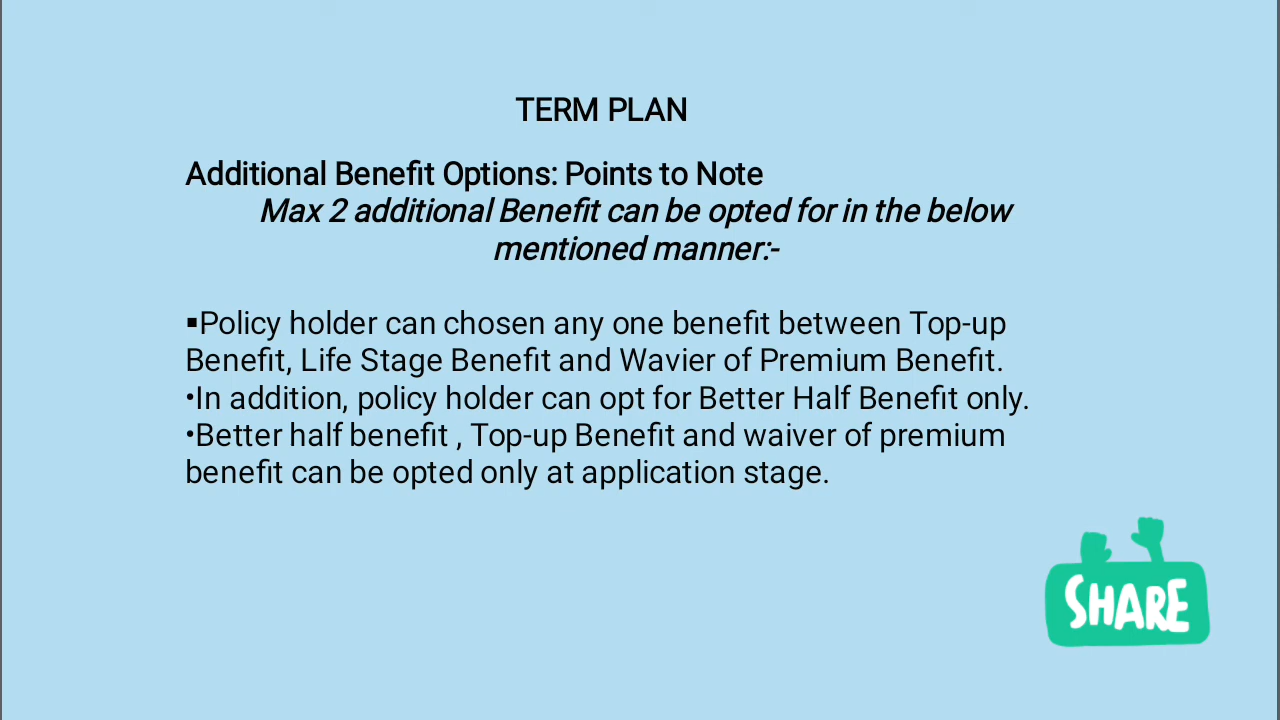 TERM PLAN
Additional Benefit Options: Points to Note
Max 2 additional Benefit can be opted for in the below
mentioned manner:-
▪Policy holder can chosen any one benefit between Top-up
Benefit, Life Stage Benefit and Wavier of Premium Benefit.
•In addition, policy holder can opt for Better Half Benefit only.
•Better half benefit , Top-up Benefit and waiver of premium
benefit can be opted only at application stage.
SHARE